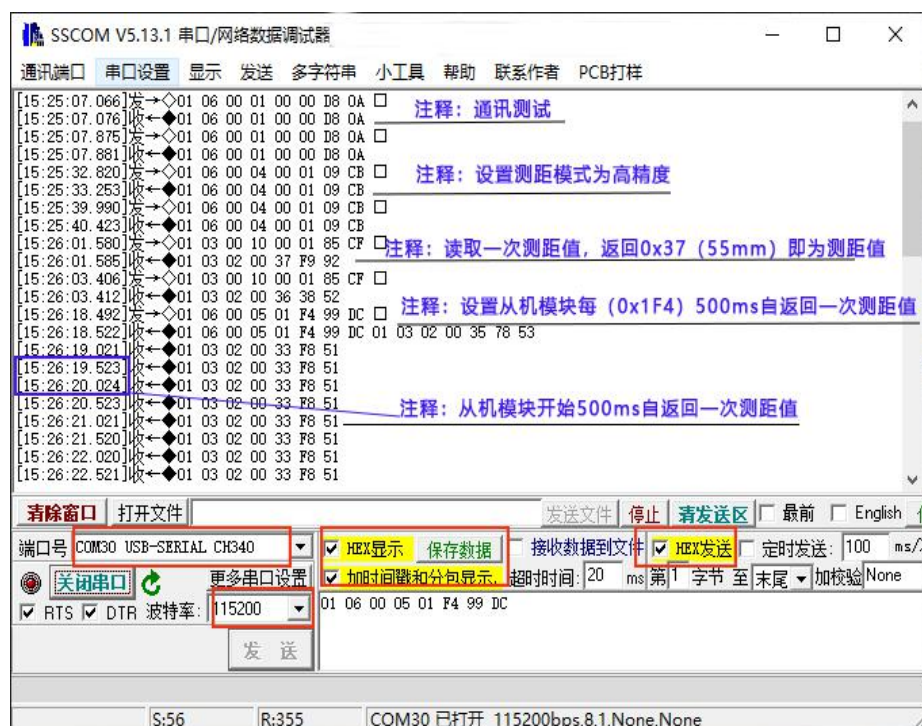 SSCOM V5.13.1 串口/网络数据调试器
通讯端口 串口设置 显示 发送 多字符串 小工具 帮助 联系作者 PCB打样
[15:25:07.066]发→◇01 06 00 01 00 00 D8 0A □
[15:25:07.076]收←◆01 06 00 01 00 00 D8 0A
注释：通讯测试
[15:25:07.875]发→◇01 06 00 01 00 00 D8 0A □
[15:25:07.881]收←◆01 06 00 01 00 00 D8 0A
[15:25:32.820]发→◇01 06 00 04 00 01 09 CB □
注释：设置测距模式为高精度
[15:25:33.253]收←◆01 06 00 04 00 01 09 CB
[15:25:39.990]发→◇01 06 00 04 00 01 09 CB □
[15:25:40.423]收←◆01 06 00 04 00 01 09 CB
[15:26:01.580]发→◇01 03 00 10 00 01 85 CF □
注释：读取一次测距值，返回0x37（55mm）即为测距值
[15:26:01.585]收←◆01 03 02 00 37 F9 92
[15:26:03.406]发→◇01 03 00 10 00 01 85 CF □
[15:26:03.412]收←◆01 03 02 00 36 38 52
[15:26:18.492]发→◇01 06 00 05 01 F4 99 DC □
注释：设置从机模块每（0x1F4）500ms自返回一次测距值
[15:26:18.522]收←◆01 06 00 05 01 F4 99 DC 01 03 02 00 35 78 53
[15:26:19.021]收←◆01 03 02 00 33 F8 51
[15:26:19.523]收←◆01 03 02 00 33 F8 51
[15:26:20.024]收←◆01 03 02 00 33 F8 51
[15:26:20.523]收←◆01 03 02 00 33 F8 51
注释：从机模块开始500ms自返回一次测距值
[15:26:21.021]收←◆01 03 02 00 33 F8 51
[15:26:21.520]收←◆01 03 02 00 33 F8 51
[15:26:22.020]收←◆01 03 02 00 33 F8 51
[15:26:22.521]收←◆01 03 02 00 33 F8 51
清除窗口 打开文件 发送文件 停止 清发送区 最前 English
端口号 COM30 USB-SERIAL CH340 HEX显示 保存数据 接收数据到文件 HEX发送 定时发送: 100 ms/
关闭串口 更多串口设置 加时间戳和分包显示, 超时时间: 20 ms 第1 字节 至 末尾 加校验 None
RTS DTR 波特率: 115200 01 06 00 05 01 F4 99 DC
发 送
S:56 R:355 COM30 已打开 115200bps,8,1,None,None